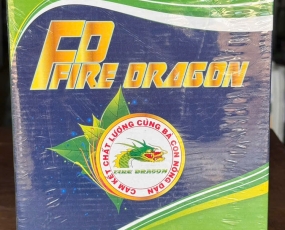 FD
FIRE DRAGON
CAM KẾT CHẤT LƯỢNG CÙNG BÀ CON NÔNG DÂN
FIRE DRAGON